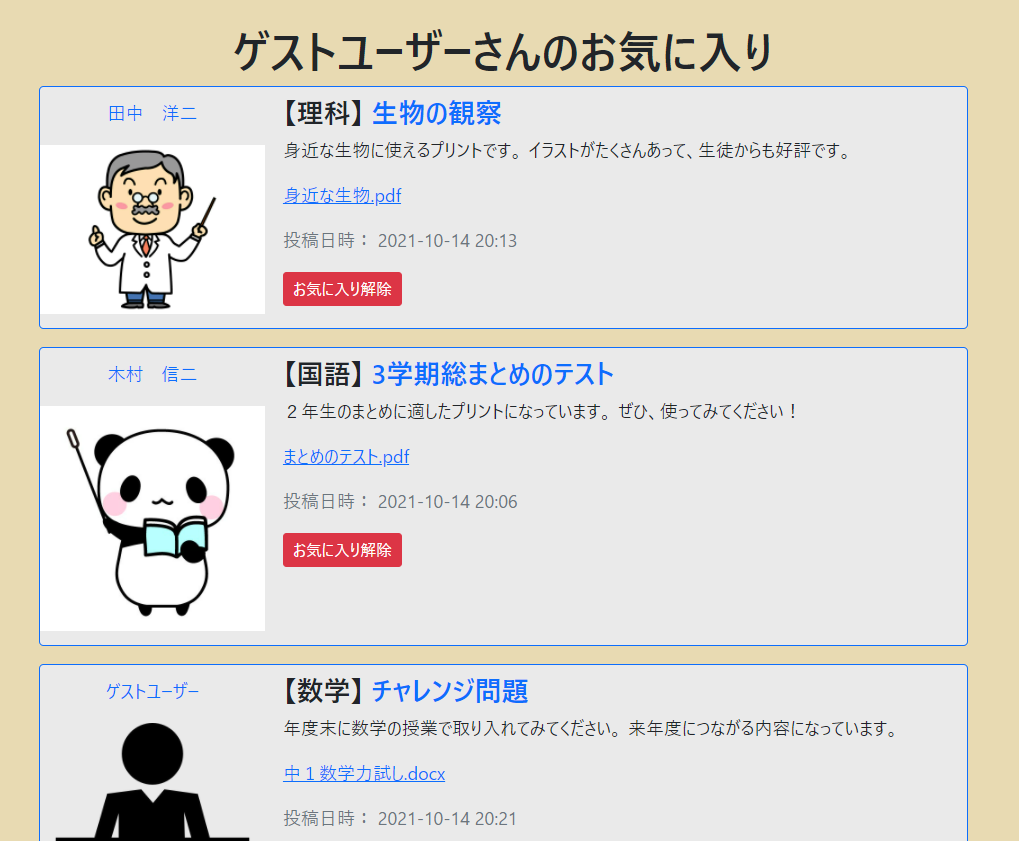 ゲストユーザーさんのお気に入り
田中　洋二
【理科】生物の観察
身近な生物に使えるプリントです。イラストがたくさんあって、生徒からも好評です。
身近な生物.pdf
投稿日時： 2021-10-14 20:13
お気に入り解除
木村　信二
【国語】3学期総まとめのテスト
２年生のまとめに適したプリントになっています。ぜひ、使ってみてください！
まとめのテスト.pdf
投稿日時： 2021-10-14 20:06
お気に入り解除
ゲストユーザー
【数学】チャレンジ問題
年度末に数学の授業で取り入れてみてください。来年度につながる内容になっています。
中１数学力試し.docx
投稿日時： 2021-10-14 20:21